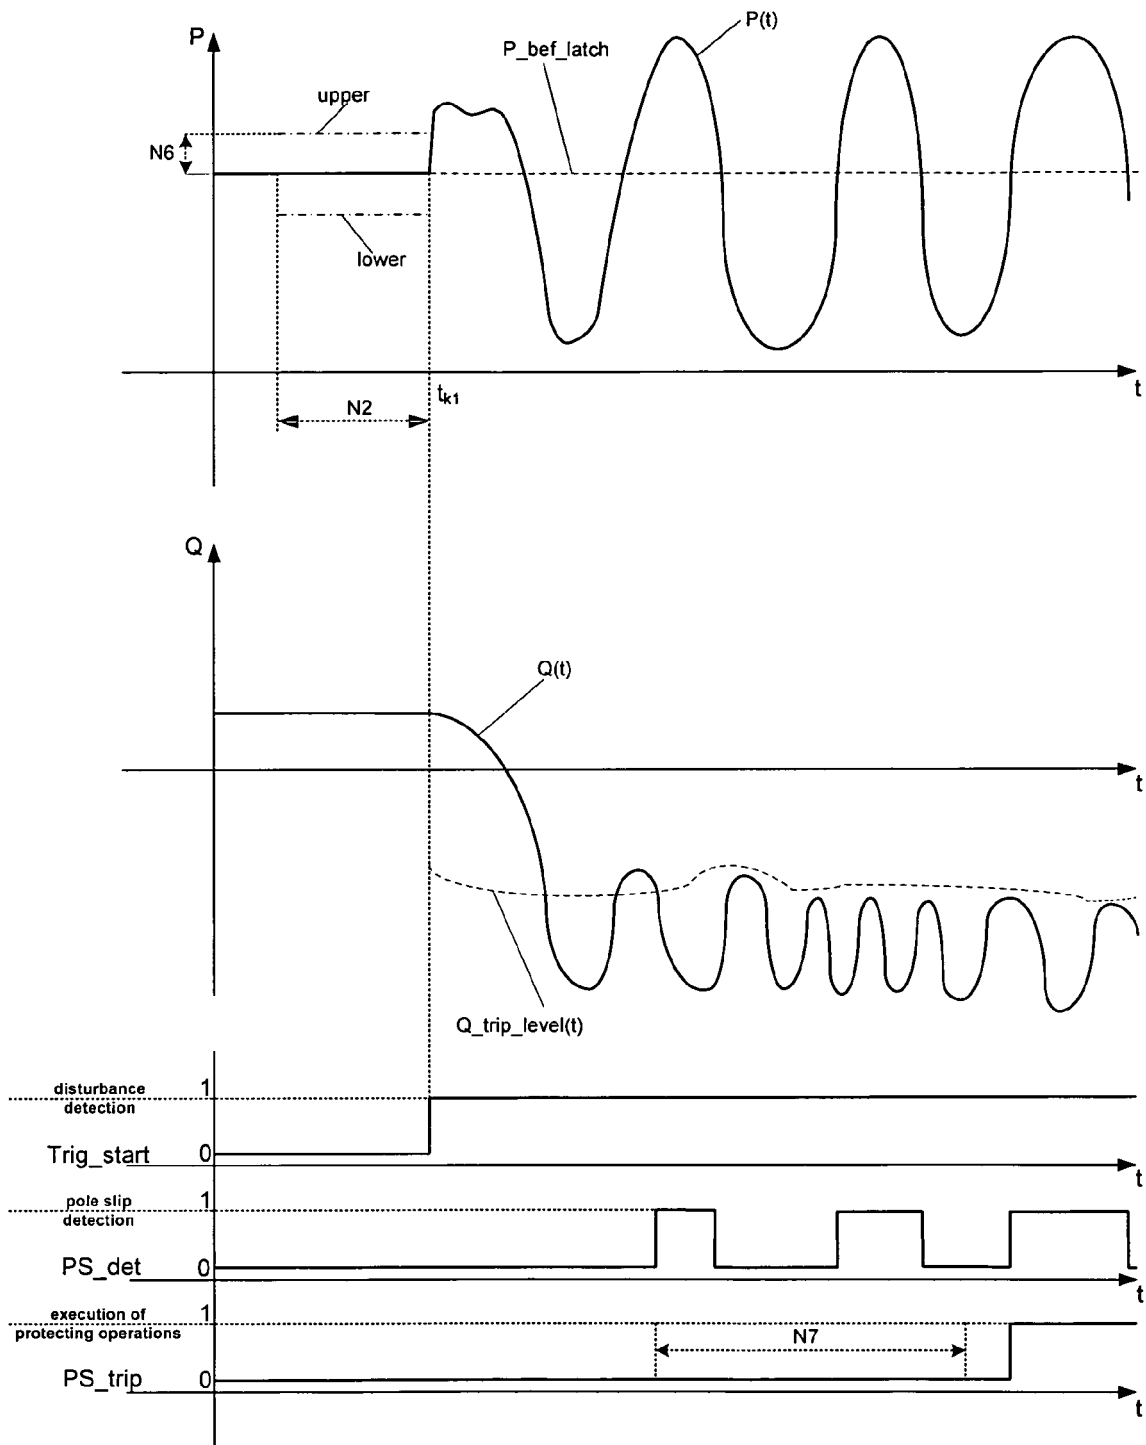 P
P(t)
P_bef_latch
upper
N6
lower
t
t_k1
N2
Q
Q(t)
t
Q_trip_level(t)
disturbance
detection
1
Trig_start
0
t
pole slip
detection
1
PS_det
0
t
execution of
protecting operations
1
N7
PS_trip
0
t